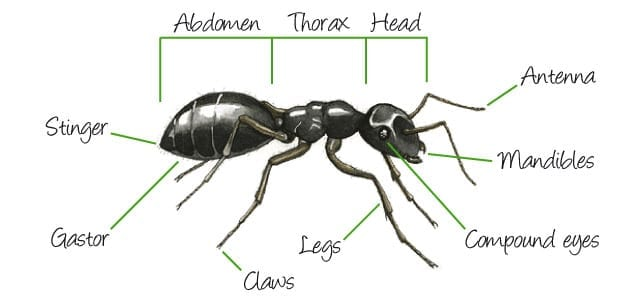 Abdomen Thorax Head
Antenna
Stinger
Mandibles
Gastor
Legs
Compound eyes
Claws